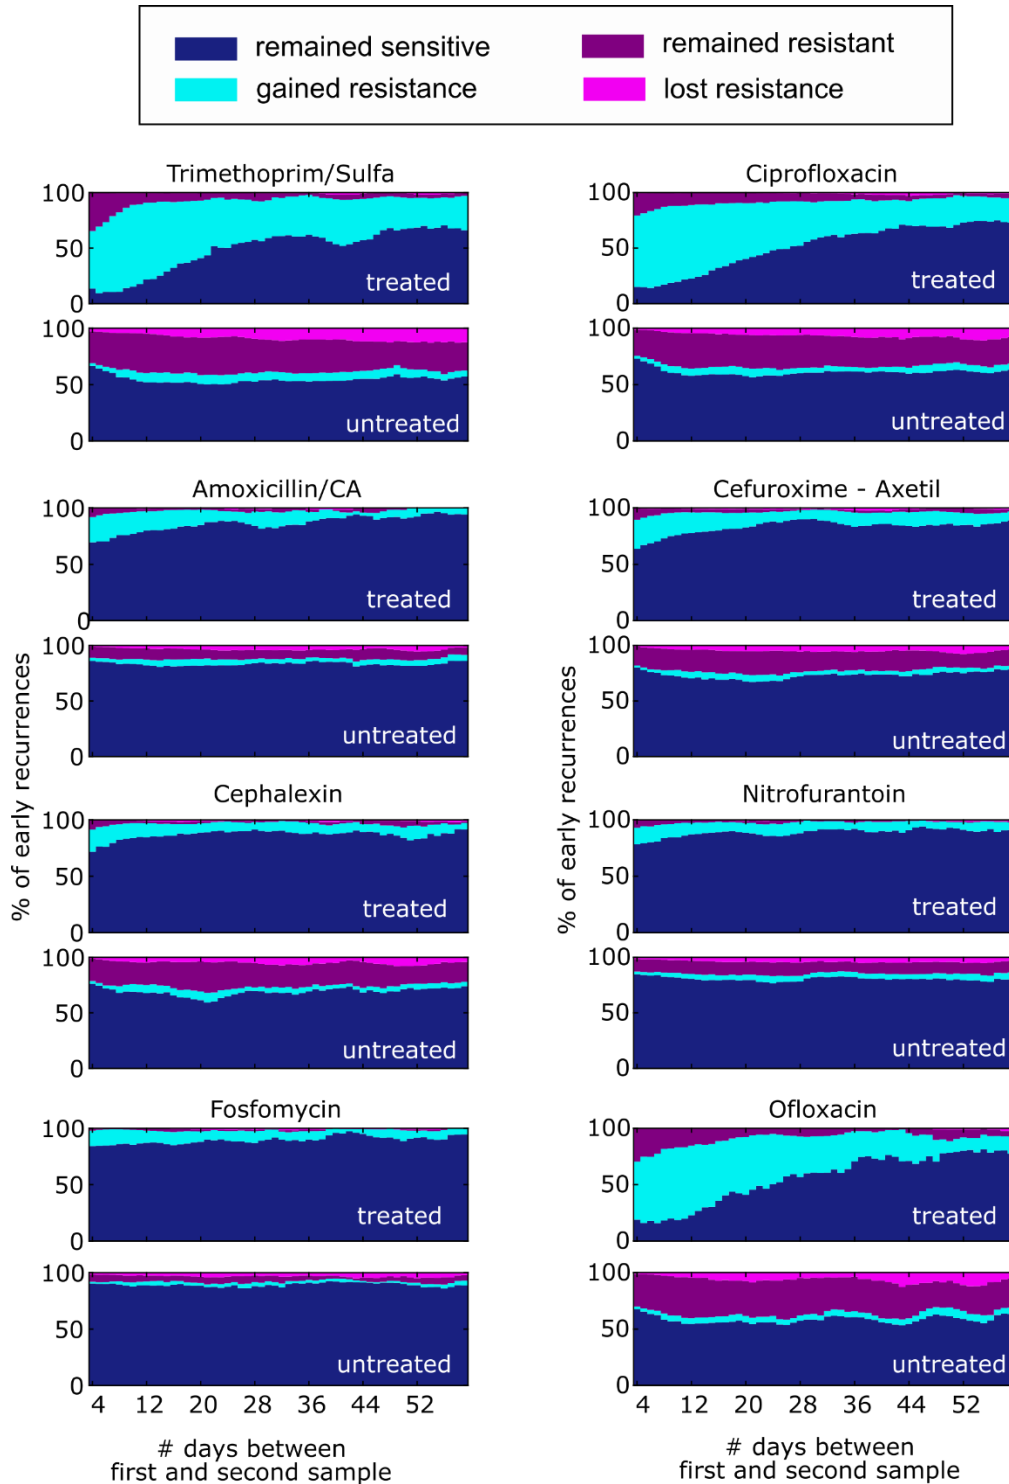 remained sensitive
remained resistant
gained resistance
lost resistance
Trimethoprim/Sulfa
100
50
0
treated
100
50
0
untreated
Ciprofloxacin
100
50
0
treated
100
50
0
untreated
Amoxicillin/CA
100
50
0
treated
100
50
0
untreated
Cefuroxime - Axetil
100
50
0
treated
100
50
0
untreated
% of early recurrences
% of early recurrences
Cephalexin
100
50
0
treated
100
50
0
untreated
Nitrofurantoin
100
50
0
treated
100
50
0
untreated
Fosfomycin
100
50
0
treated
100
50
0
untreated
4 12 20 28 36 44 52
# days between
first and second sample
Ofloxacin
100
50
0
treated
100
50
0
untreated
4 12 20 28 36 44 52
# days between
first and second sample